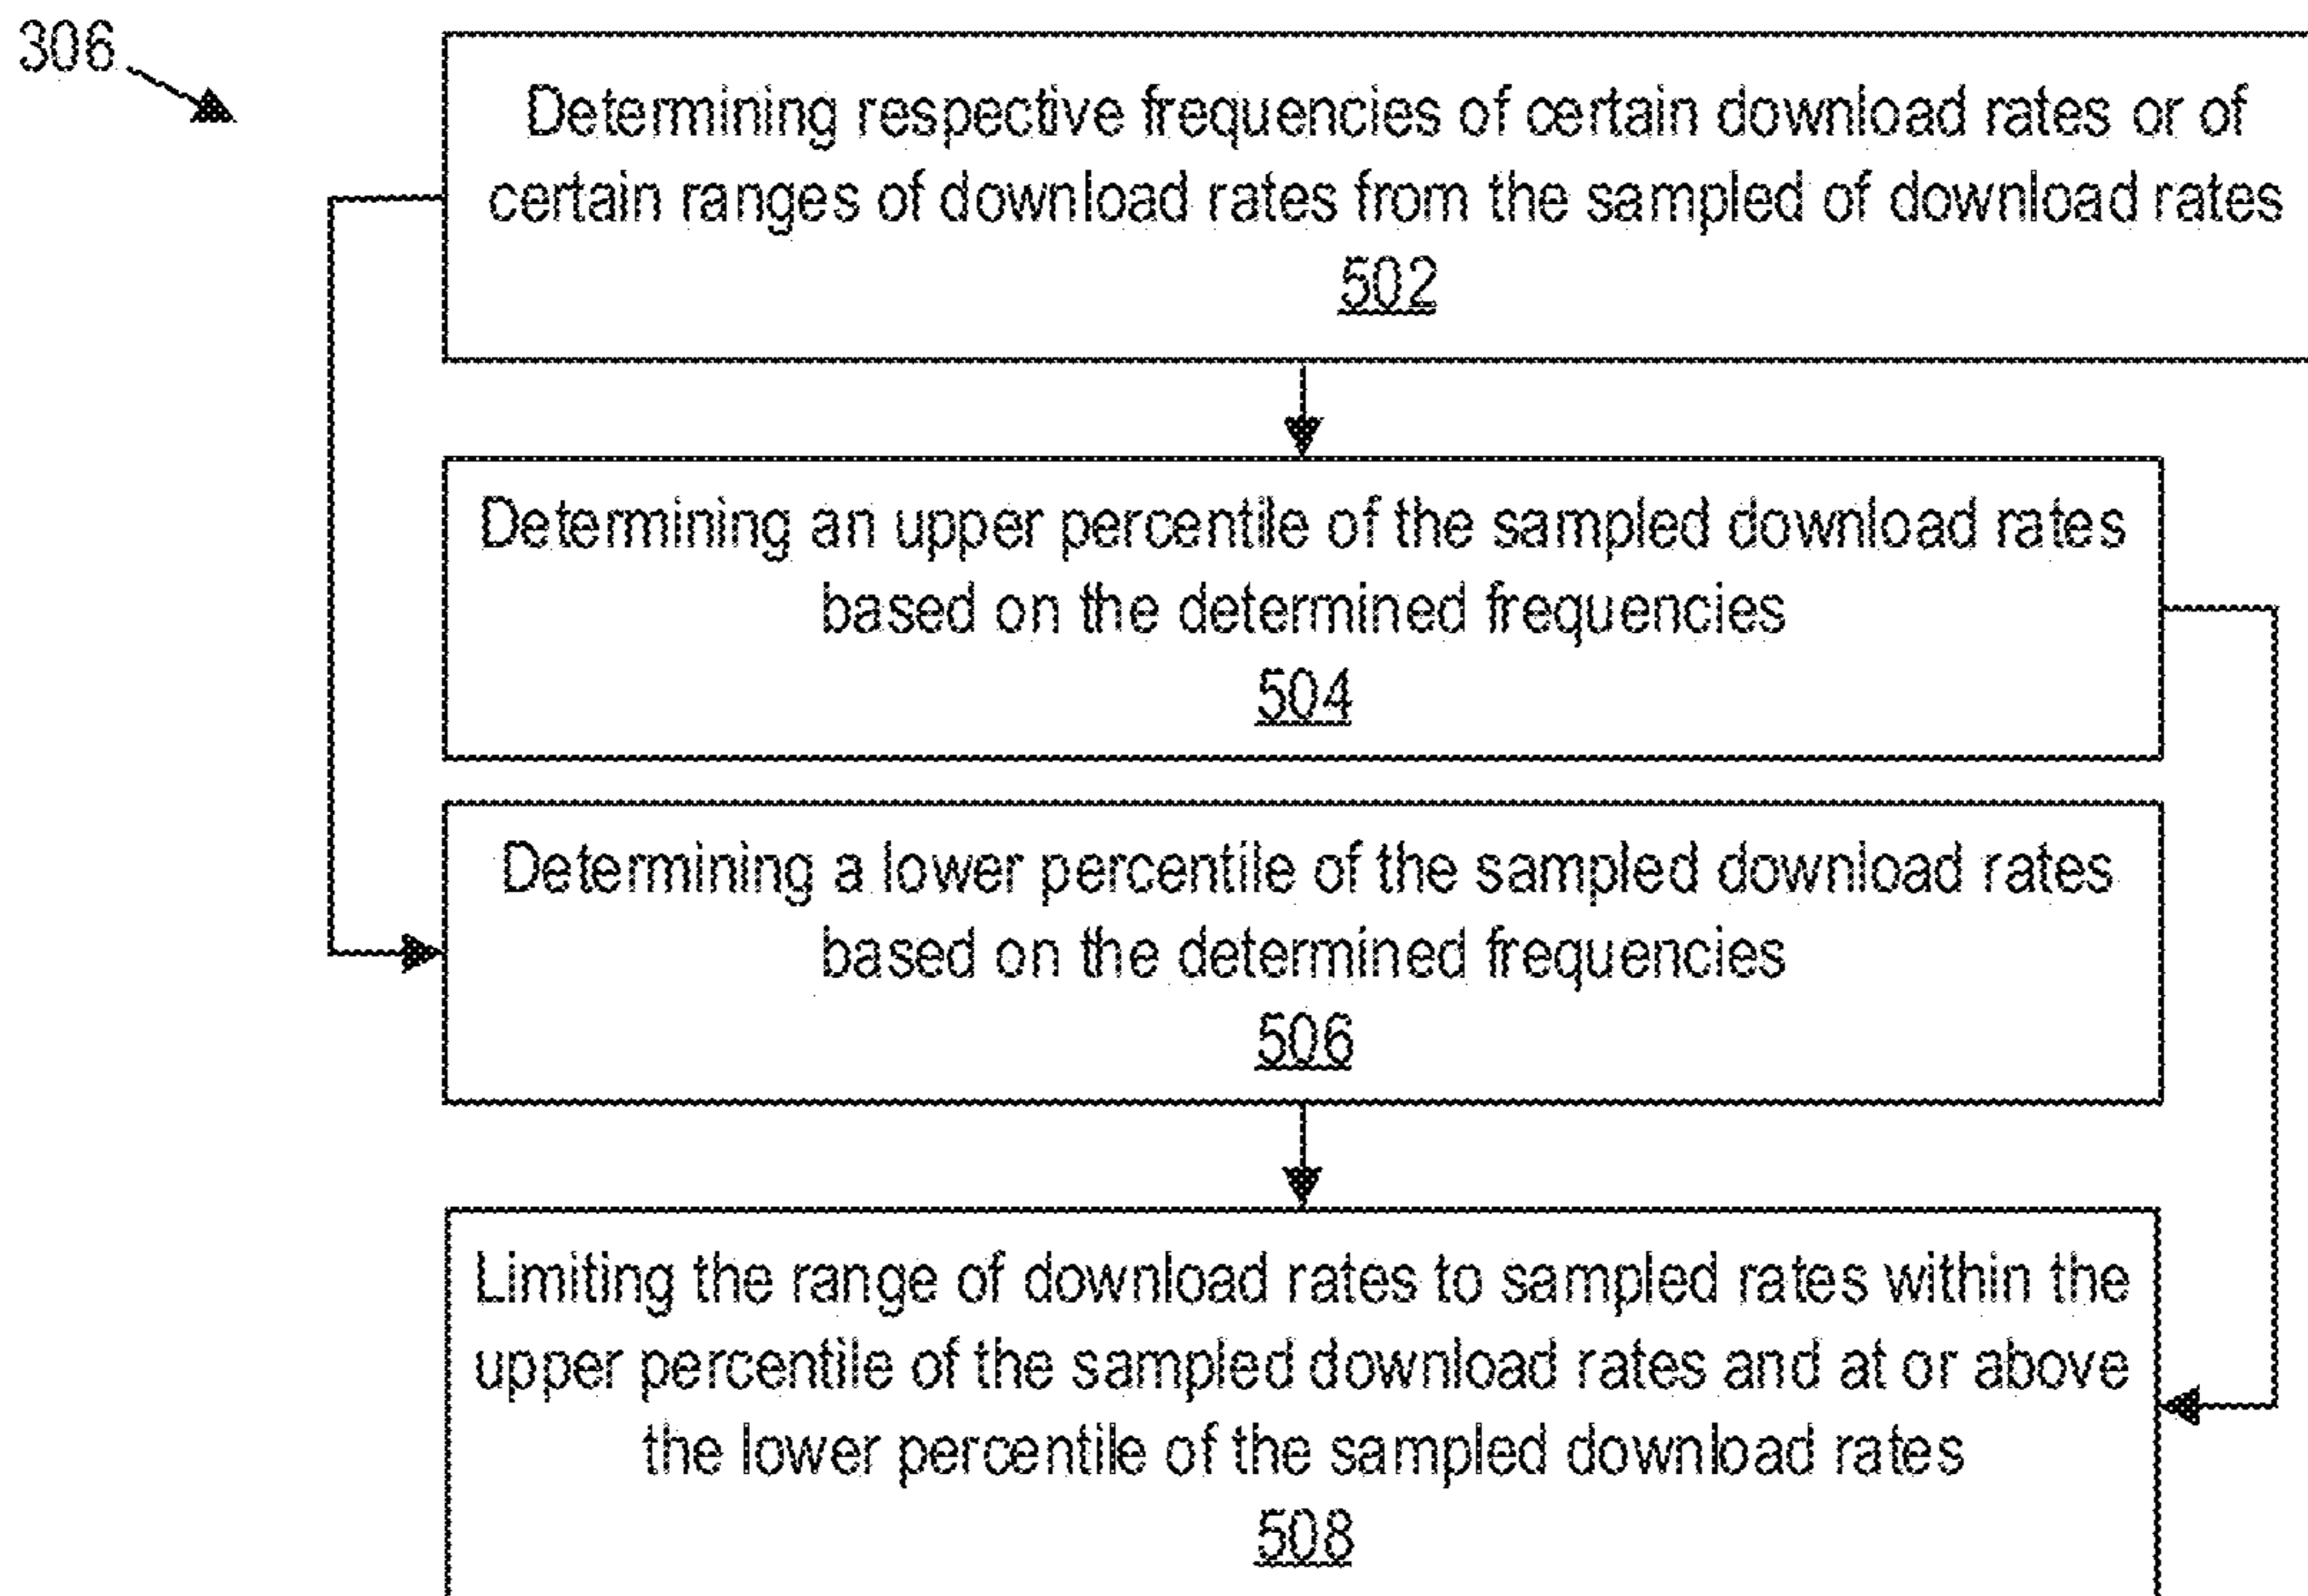 306
Determining respective frequencies of certain download rates or of
certain ranges of download rates from the sampled of download rates
502
Determining an upper percentile of the sampled download rates
based on the determined frequencies
504
Determining a lower percentile of the sampled download rates
based on the determined frequencies
506
Limiting the range of download rates to sampled rates within the
upper percentile of the sampled download rates and at or above
the lower percentile of the sampled download rates
508